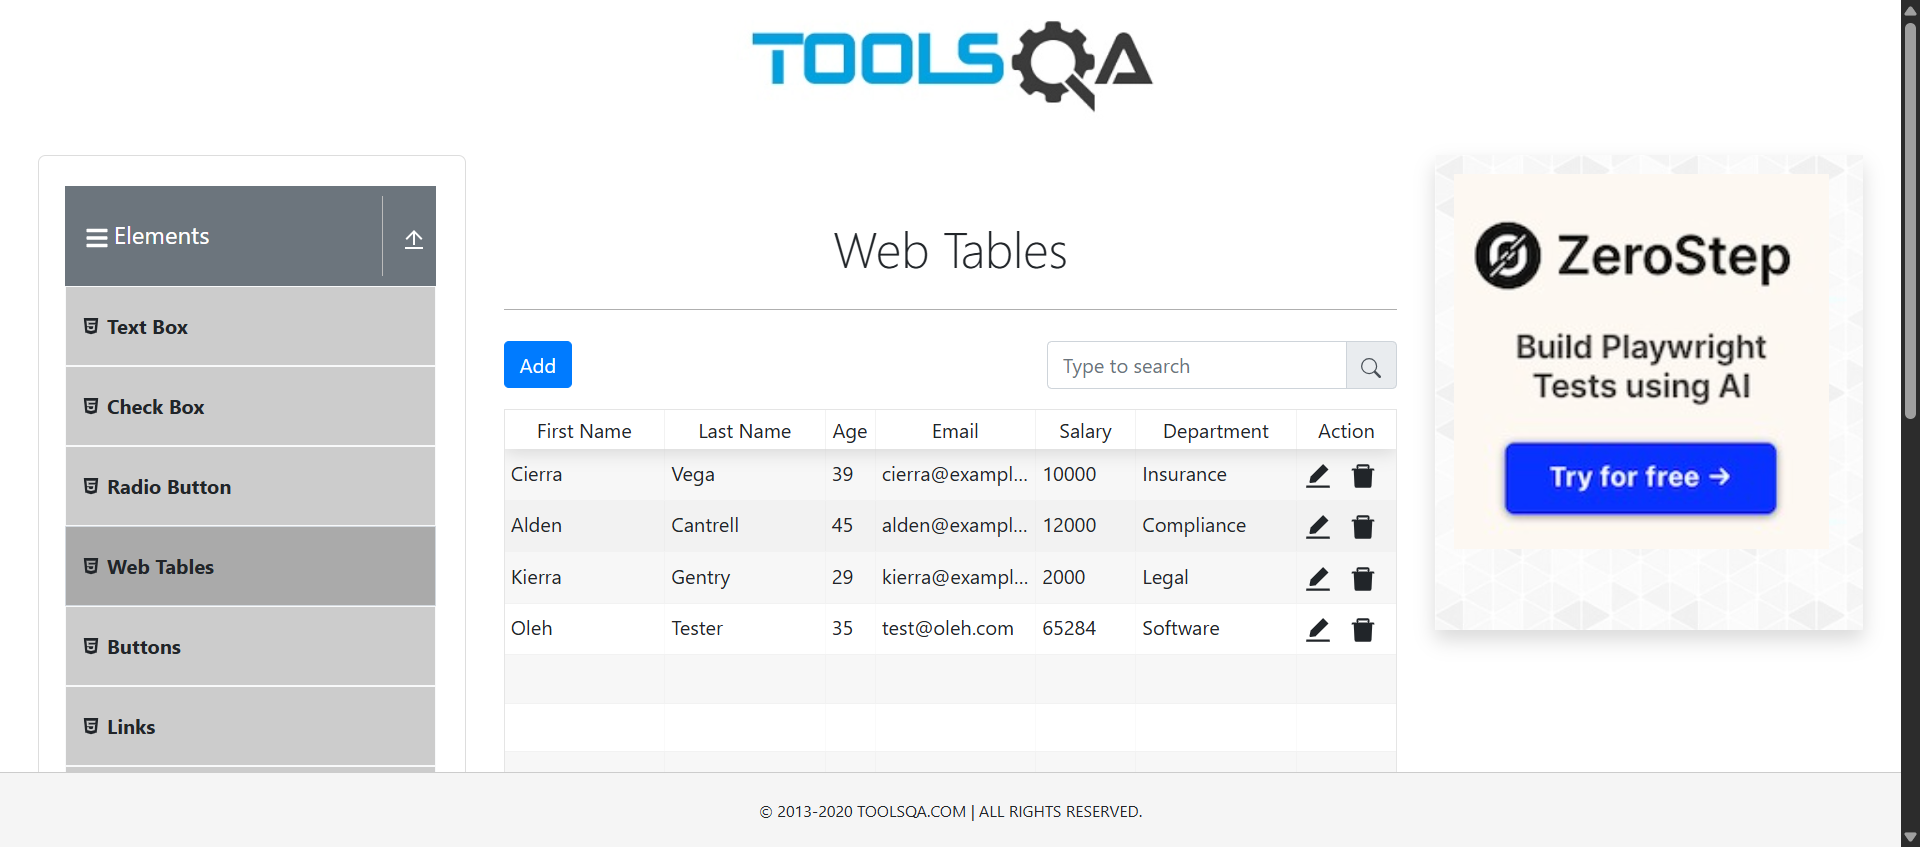 TOOLSQA
Elements
Text Box
Check Box
Radio Button
Web Tables
Buttons
Links
Web Tables
Add
Type to search
First Name Last Name Age Email Salary Department Action
Cierra Vega 39 cierra@exampl... 10000 Insurance
Alden Cantrell 45 alden@exampl... 12000 Compliance
Kierra Gentry 29 kierra@exampl... 2000 Legal
Oleh Tester 35 test@oleh.com 65284 Software
ZeroStep
Build Playwright
Tests using AI
Try for free →
© 2013-2020 TOOLSQA.COM | ALL RIGHTS RESERVED.